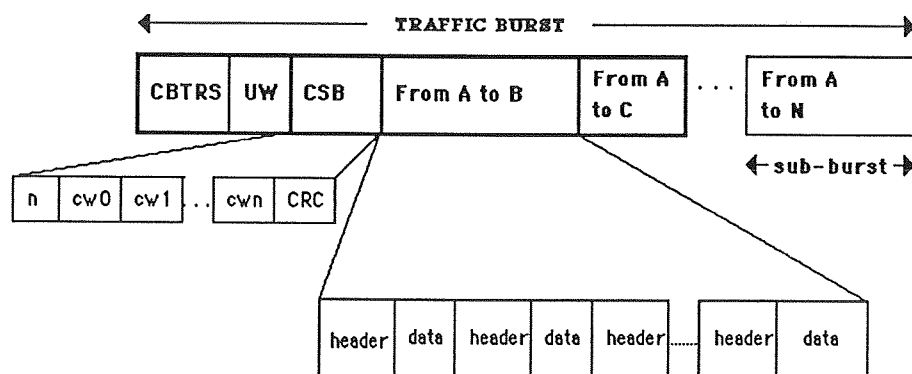 TRAFFIC BURST
CBTRS UW CSB From A to B From A to C . . . From A to N
sub-burst
n cw0 cw1 . . . cwn CRC
header data header data header ....... header data